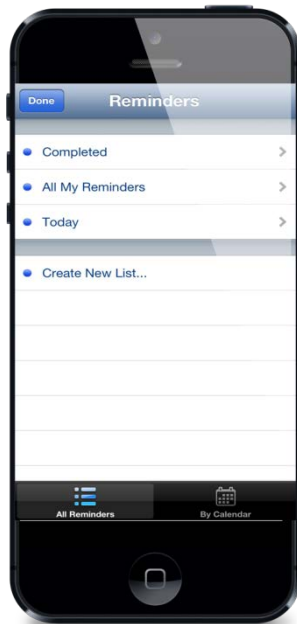 Done
Reminders
Completed
All My Reminders
Today
Create New List...
All Reminders
By Calendar